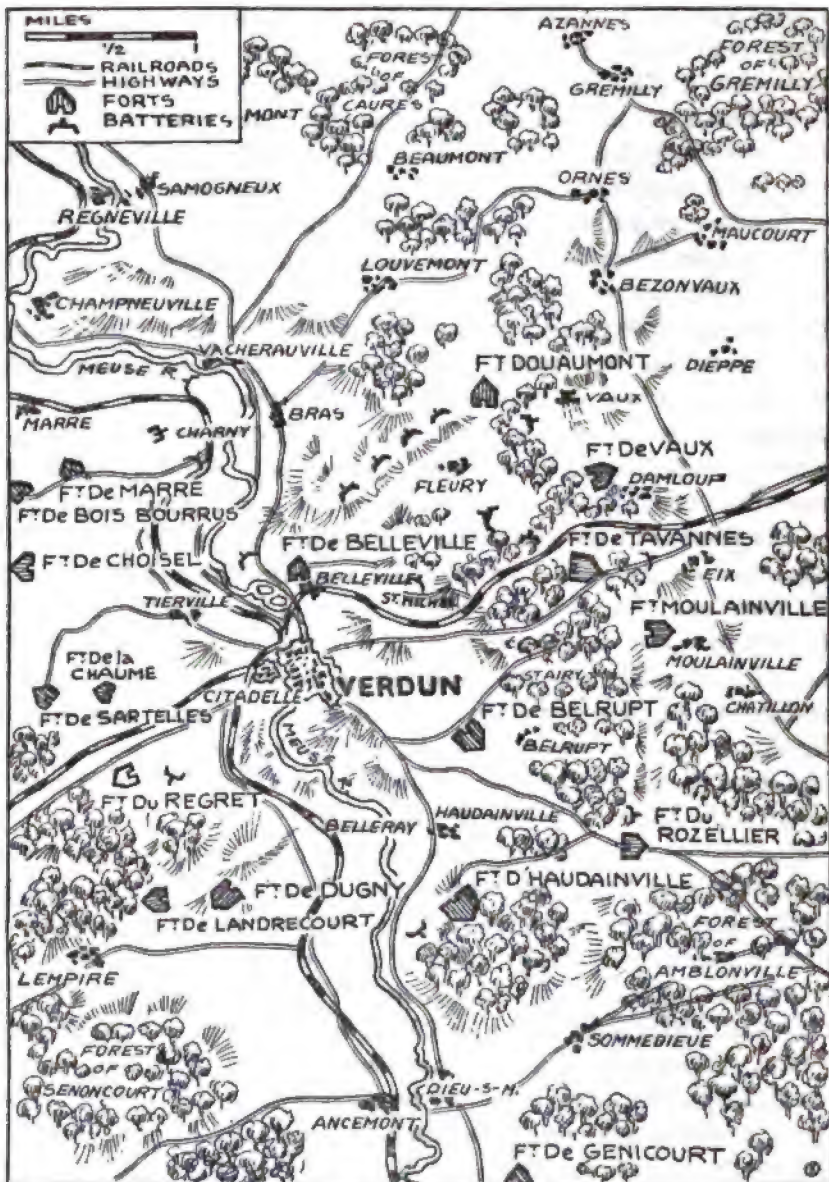 MILES
1/2 1
RAILROADS
HIGHWAYS
FORTS
BATTERIES
AZANNES
FOREST
OF
CAURES
MONT
GREMILLY
FOREST
OF
GREMILLY
BEAUMONT
SAMOGNEUX
REGNEVILLE
ORNES
MAUCOURT
LOUVEMONT
BEZONVAUX
CHAMPNEUVILLE
VACHERAUVILLE
MEUSE R.
FT DOUAUMONT
DIEPPE
VAUX
BRAS
MARRE
CHARNY
FT DeVAUX
FLEURY
DAMLOUP
FT De MARRE
FT De BOIS BOURRUS
FT De BELLEVILLE
FT De TAVANNES
FT De CHOISEL
BELLEVILLE
ST MICHEL
EIX
TIERVILLE
FT MOULAINVILLE
MOULAINVILLE
FT De la
CHAUME
ST AIRY
CITADELLE
VERDUN
CHATILLON
FT De SARTELLES
FT De BELRUPT
BELRUPT
MEUSE R
FT Du REGRET
HAUDAINVILLE
FT Du
ROZELLIER
BELLERAY
FT De DUGNY
FT D'HAUDAINVILLE
FT De LANDRECOURT
FOREST
OF
AMBLONVILLE
LEMPIRE
SOMMEDIEUE
FOREST
OF
SENONCOURT
DIEU-S-M.
ANCEMONT
FT De GENICOURT